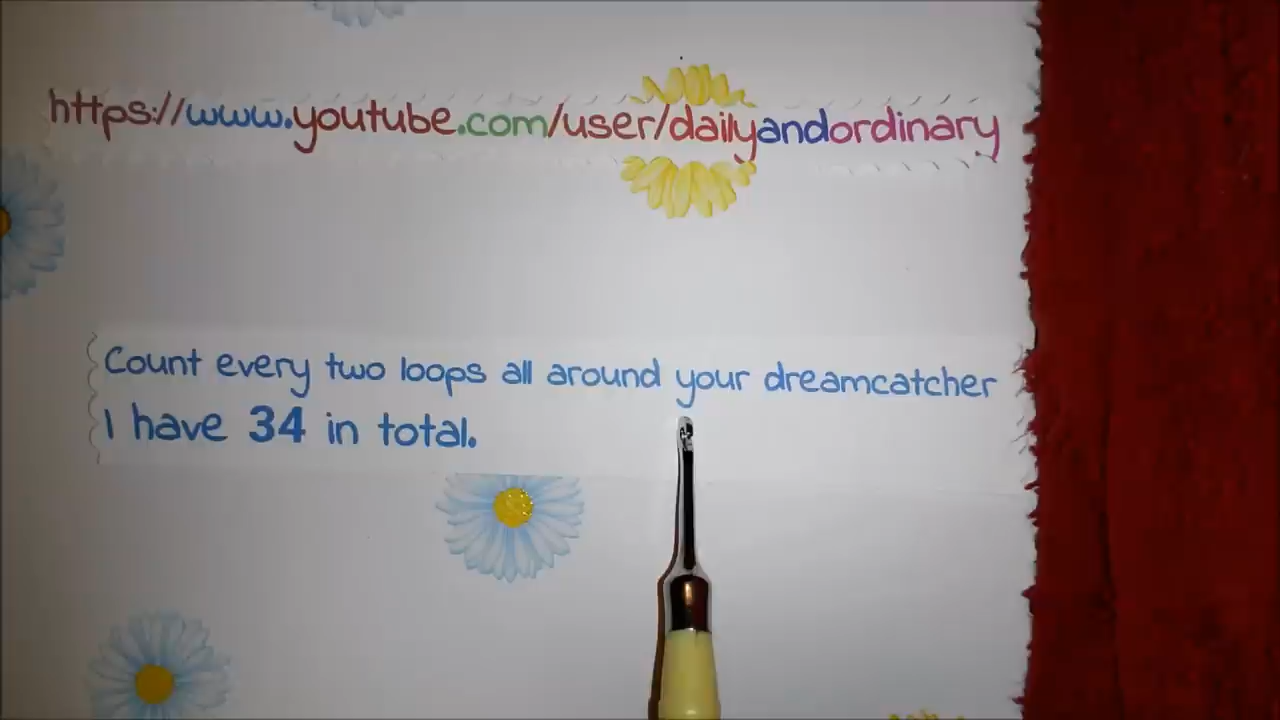 https://www.youtube.com/user/dailyandordinary
Count every two loops all around your dreamcatcher
I have 34 in total.